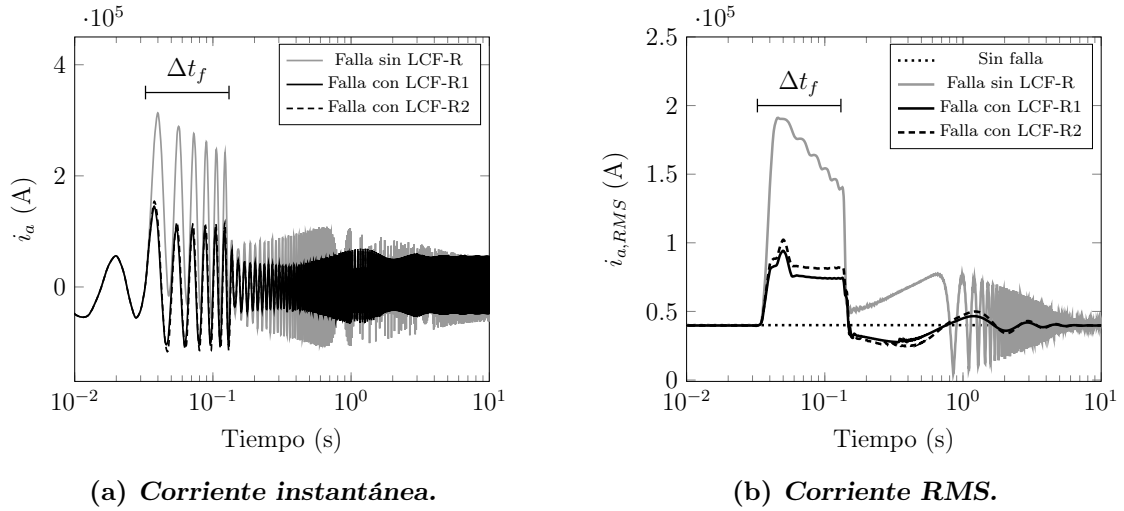 ·10^5
4
2
0
i_a (A)
Δt_f
Falla sin LCF-R
Falla con LCF-R1
Falla con LCF-R2
10^−2
10^−1
10^0
10^1
Tiempo (s)
(a) Corriente instantánea.
·10^5
2.5
2
1.5
1
0.5
0
i_{a,RMS} (A)
Δt_f
Sin falla
Falla sin LCF-R
Falla con LCF-R1
Falla con LCF-R2
10^−2
10^−1
10^0
10^1
Tiempo (s)
(b) Corriente RMS.